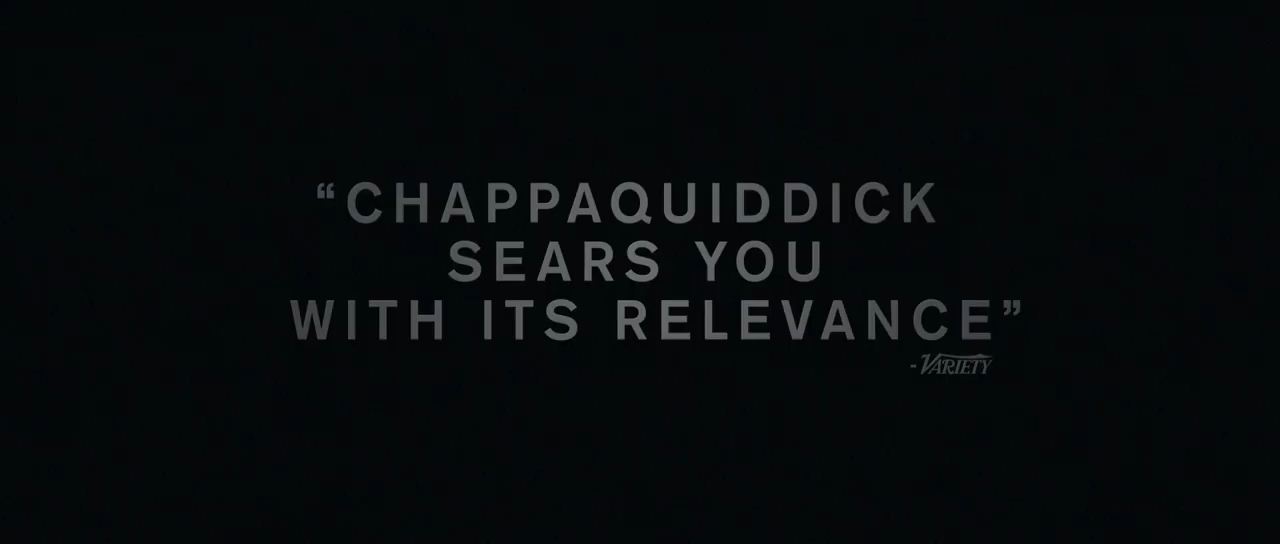 “CHAPPAQUIDDICK
SEARS YOU
WITH ITS RELEVANCE”
-VARIETY